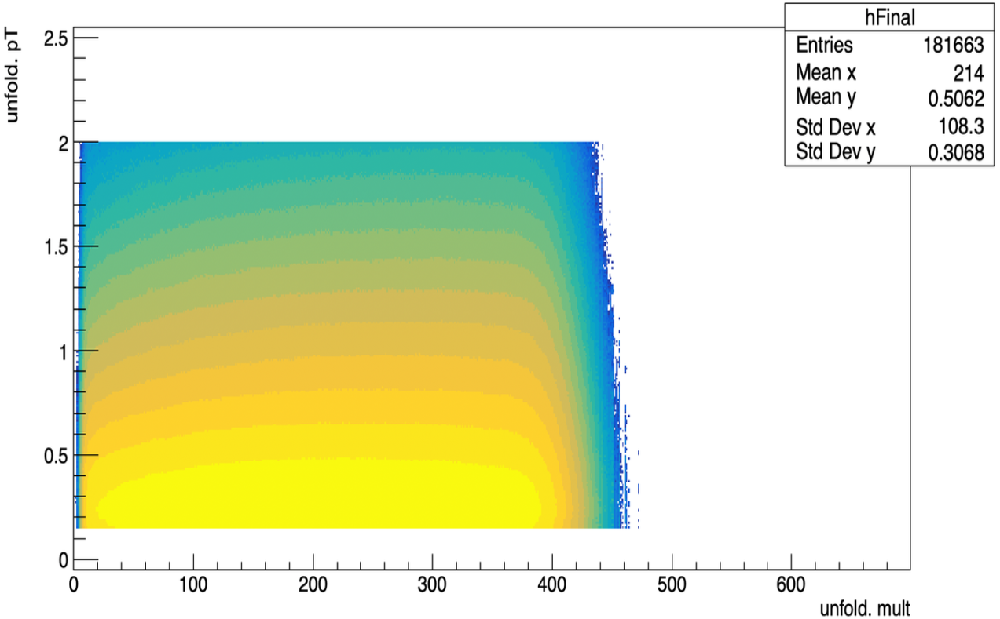 hFinal
Entries 181663
Mean x 214
Mean y 0.5062
Std Dev x 108.3
Std Dev y 0.3068
unfold. pT
2.5
2
1.5
1
0.5
0
0 100 200 300 400 500 600
unfold. mult